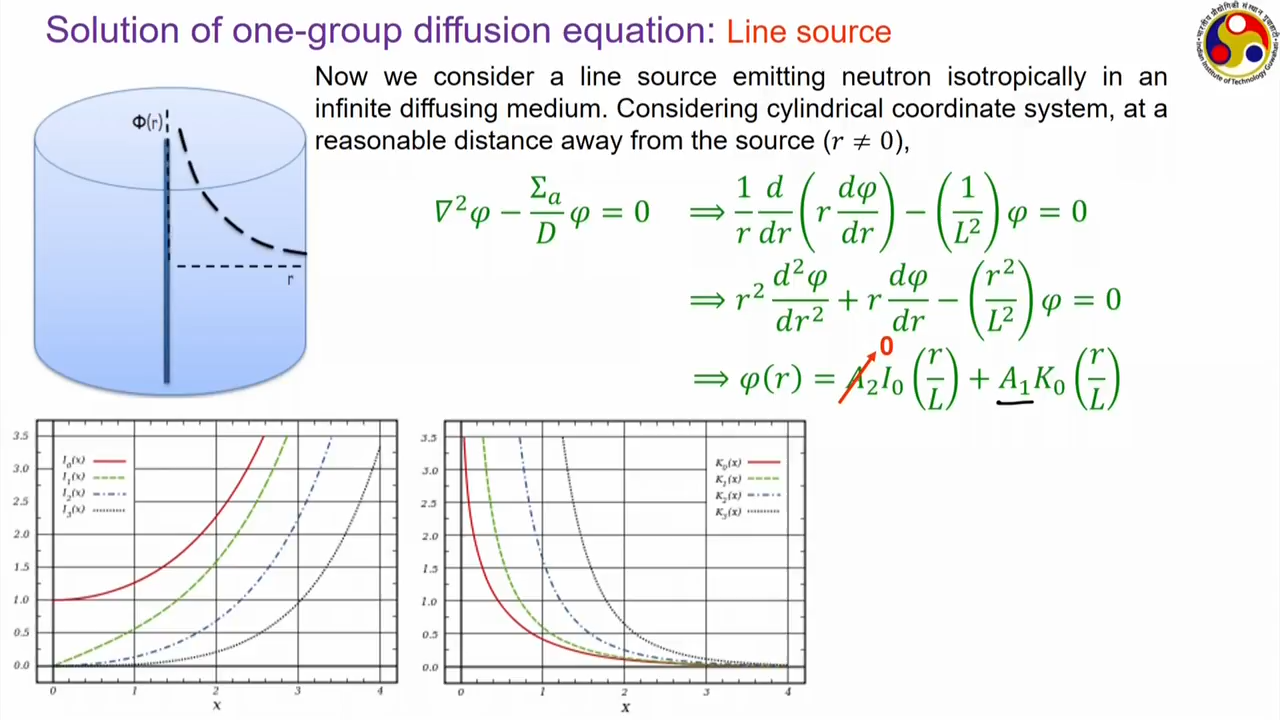 Solution of one-group diffusion equation: Line source
Now we consider a line source emitting neutron isotropically in an
infinite diffusing medium. Considering cylindrical coordinate system, at a
reasonable distance away from the source (r ≠ 0),
Φ(r)
r
∇²φ − Σₐ/D φ = 0 ⟹ 1/r d/dr (r dφ/dr) − (1/L²) φ = 0
⟹ r² d²φ/dr² + r dφ/dr − (r²/L²) φ = 0
0
⟹ φ(r) = A₂I₀ (r/L) + A₁K₀ (r/L)
3.5
3.0
2.5
2.0
1.5
1.0
0.5
0.0
I₀(x)
I₁(x)
I₂(x)
I₃(x)
0 1 2 3 4
x
3.5
3.0
2.5
2.0
1.5
1.0
0.5
0.0
K₀(x)
K₁(x)
K₂(x)
K₃(x)
0 1 2 3 4
x
Indian Institute of Technology Guwahati